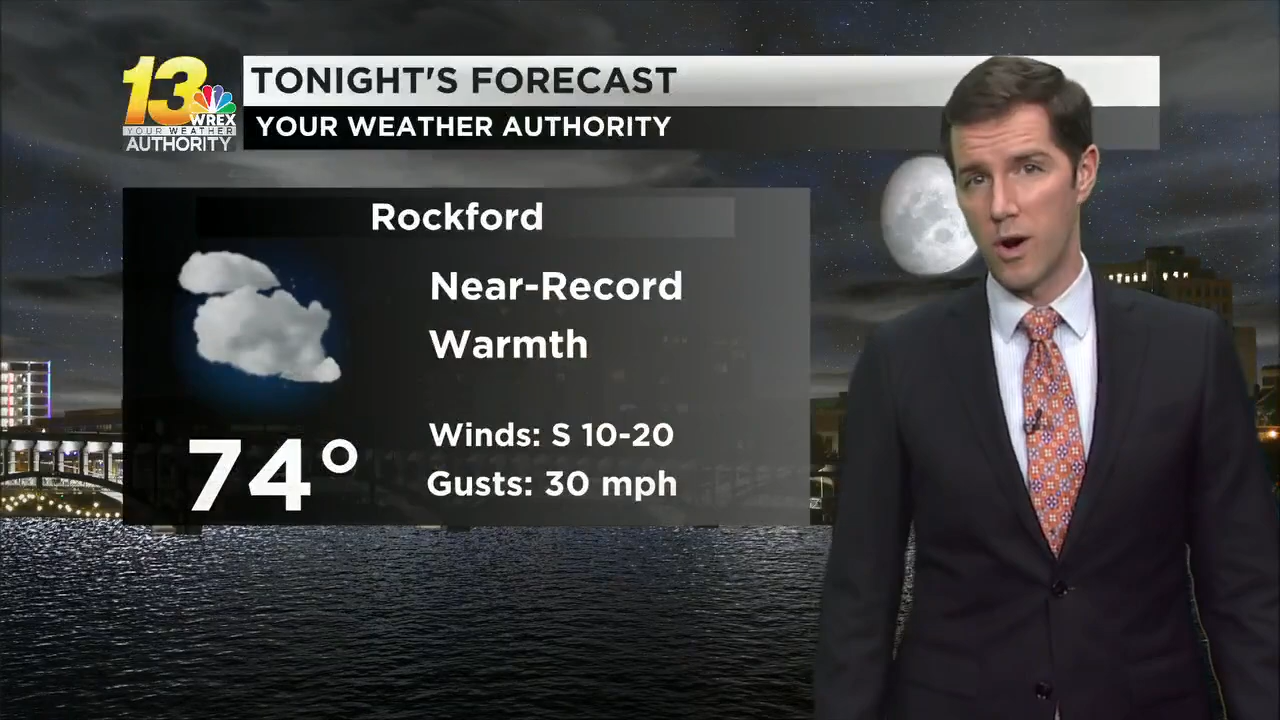 13
WREX
YOUR WEATHER
AUTHORITY
TONIGHT'S FORECAST
YOUR WEATHER AUTHORITY
Rockford
Near-Record
Warmth
74°
Winds: S 10-20
Gusts: 30 mph